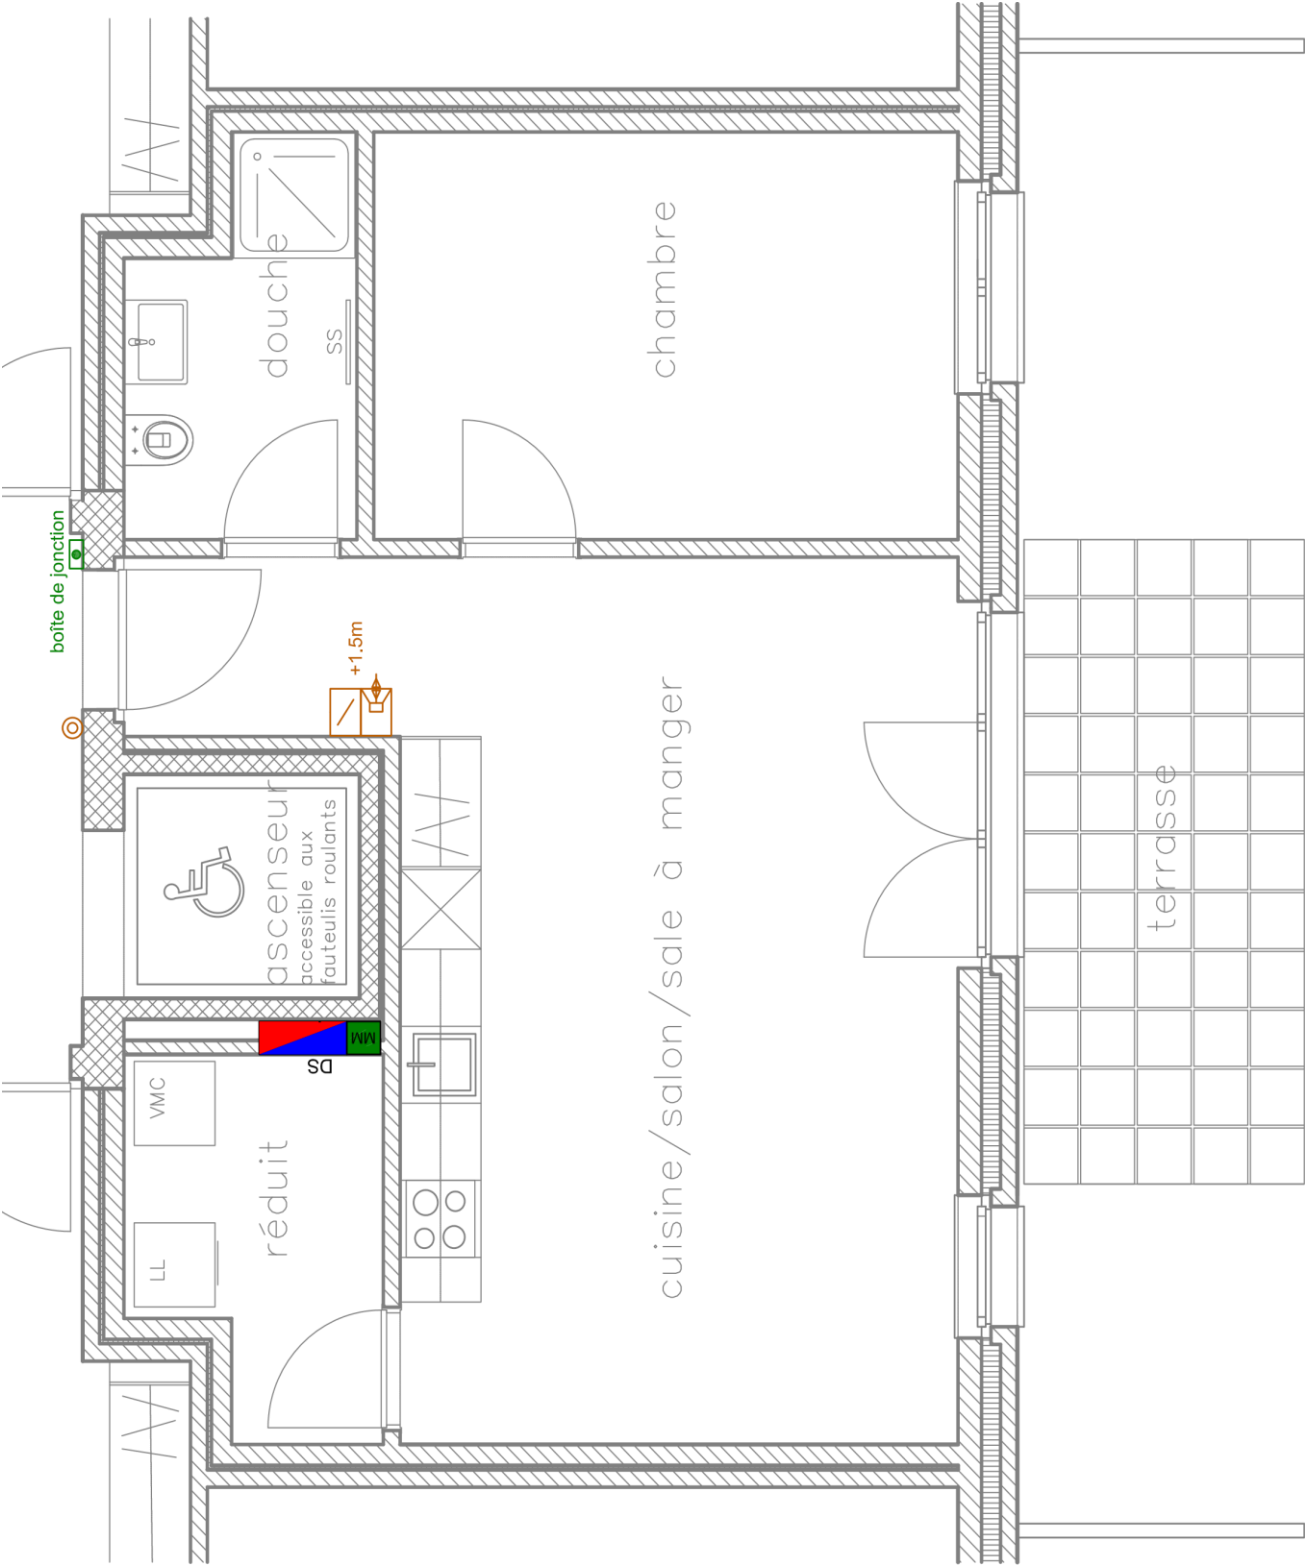 douche
SS
chambre
boîte de jonction
+1.5m
ascenseur
accessible aux
fauteulis roulants
cuisine/salon/sale à manger
terrasse
MM
DS
VMC
réduit
LL